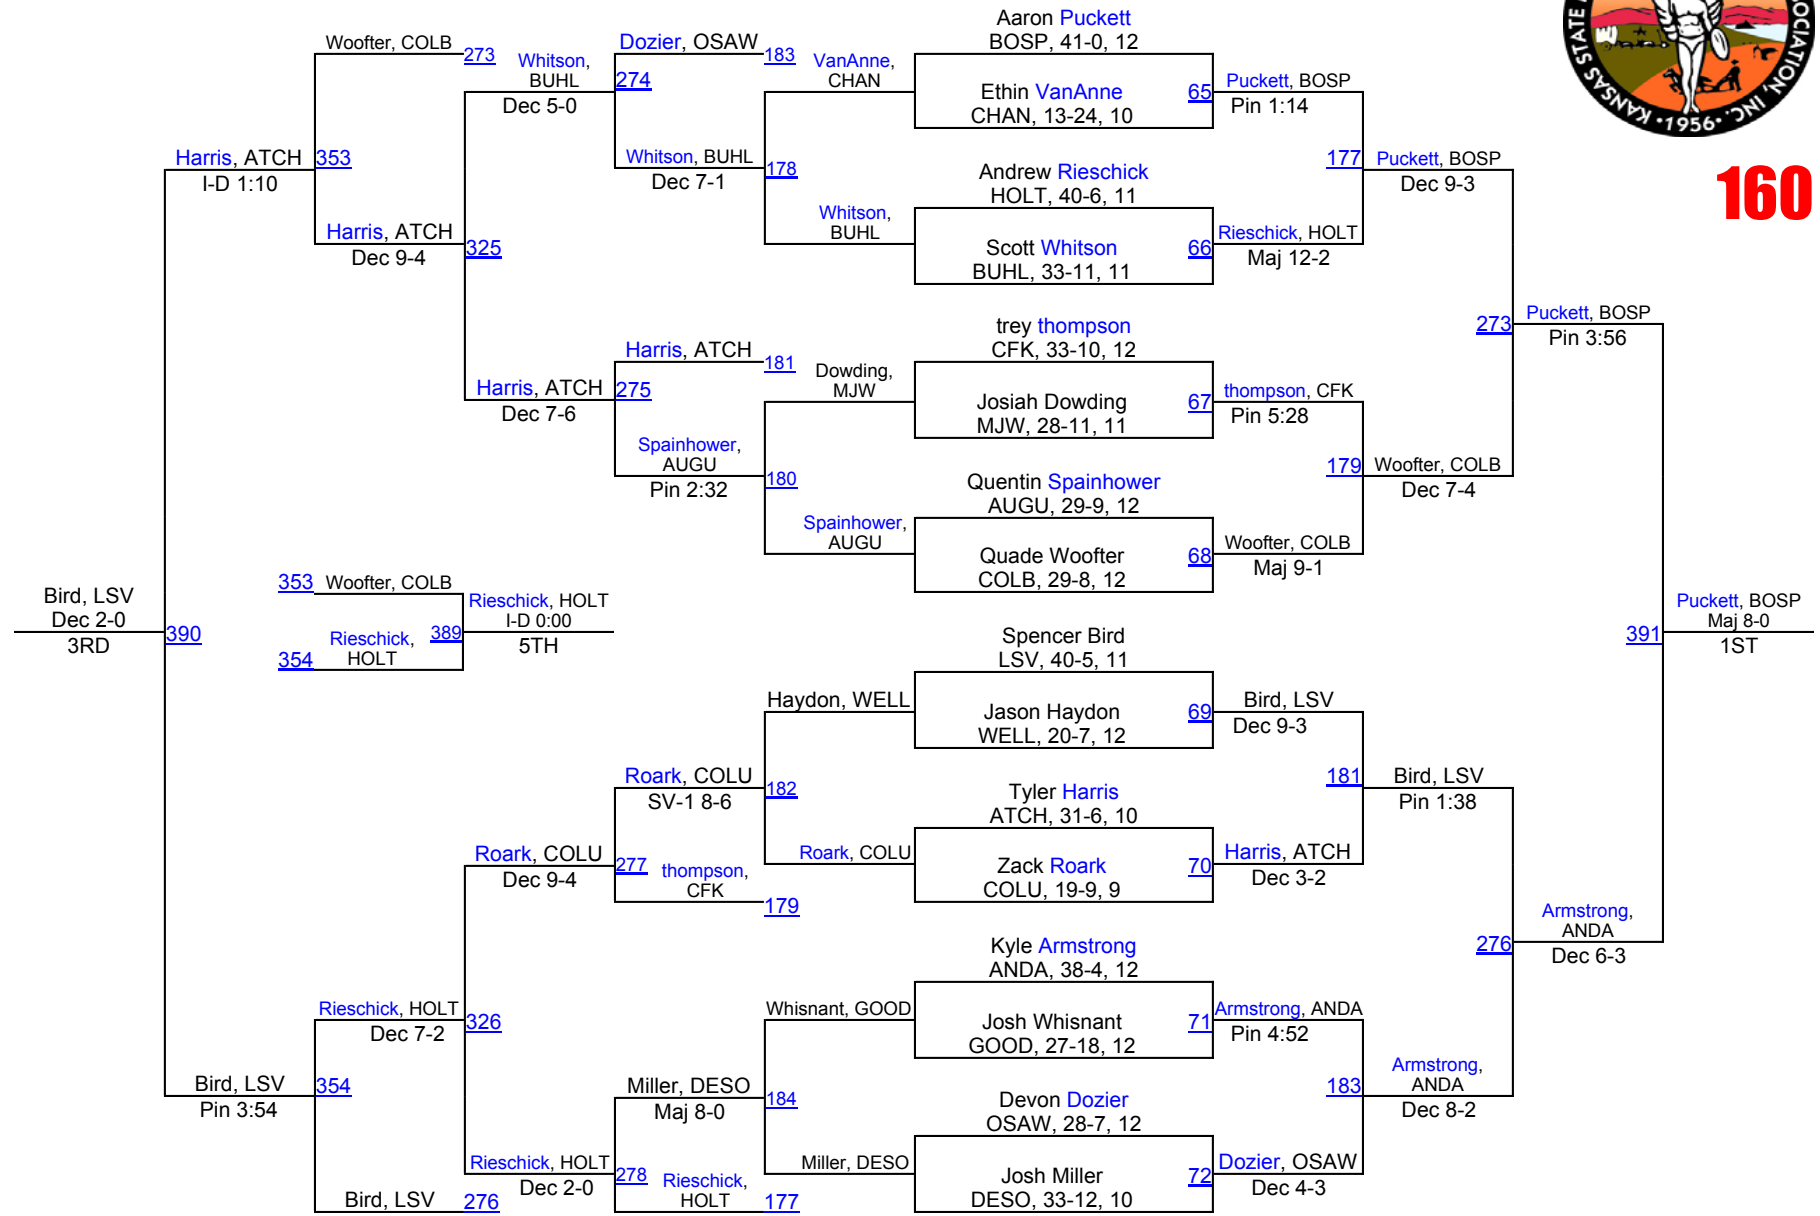 KANSAS STATE
OCIATION, INC.
•1956•
160
Aaron Puckett
BOSP, 41-0, 12
Ethin VanAnne
CHAN, 13-24, 10
65
Andrew Rieschick
HOLT, 40-6, 11
Scott Whitson
BUHL, 33-11, 11
66
trey thompson
CFK, 33-10, 12
Josiah Dowding
MJW, 28-11, 11
67
Quentin Spainhower
AUGU, 29-9, 12
Quade Woofter
COLB, 29-8, 12
68
Spencer Bird
LSV, 40-5, 11
Jason Haydon
WELL, 20-7, 12
69
Tyler Harris
ATCH, 31-6, 10
Zack Roark
COLU, 19-9, 9
70
Kyle Armstrong
ANDA, 38-4, 12
Josh Whisnant
GOOD, 27-18, 12
71
Devon Dozier
OSAW, 28-7, 12
Josh Miller
DESO, 33-12, 10
72
Puckett, BOSP
Pin 1:14
177
Rieschick, HOLT
Maj 12-2
thompson, CFK
Pin 5:28
179
Woofter, COLB
Maj 9-1
Bird, LSV
Dec 9-3
181
Harris, ATCH
Dec 3-2
Armstrong, ANDA
Pin 4:52
183
Dozier, OSAW
Dec 4-3
Puckett, BOSP
Dec 9-3
273
Woofter, COLB
Dec 7-4
Bird, LSV
Pin 1:38
276
Armstrong,
ANDA
Dec 8-2
Puckett, BOSP
Pin 3:56
391
Armstrong,
ANDA
Dec 6-3
Puckett, BOSP
Maj 8-0
1ST
VanAnne,
CHAN
178
Whitson,
BUHL
Dowding,
MJW
180
Spainhower,
AUGU
Haydon, WELL
182
Roark, COLU
Whisnant, GOOD
184
Miller, DESO
Dozier, OSAW
183
274
Whitson, BUHL
Dec 7-1
Harris, ATCH
181
275
Spainhower,
AUGU
Pin 2:32
Roark, COLU
SV-1 8-6
277
thompson,
CFK
179
Miller, DESO
Maj 8-0
278
Rieschick,
HOLT
177
Whitson,
BUHL
Dec 5-0
325
Harris, ATCH
Dec 7-6
Roark, COLU
Dec 9-4
326
Rieschick, HOLT
Dec 2-0
Woofter, COLB
273
353
Harris, ATCH
Dec 9-4
Rieschick, HOLT
Dec 7-2
354
Bird, LSV
276
Harris, ATCH
I-D 1:10
390
Bird, LSV
Pin 3:54
Bird, LSV
Dec 2-0
3RD
353
Woofter, COLB
354
Rieschick,
HOLT
389
Rieschick, HOLT
I-D 0:00
5TH